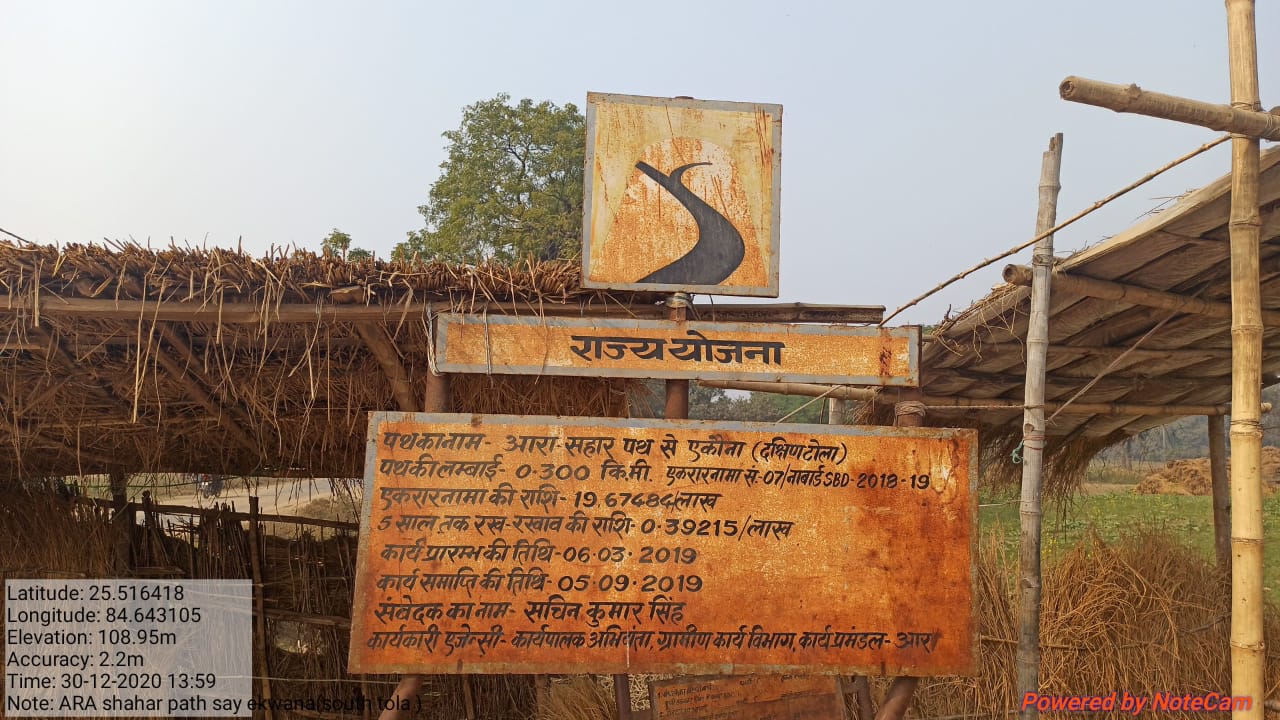 राज्य योजना
पथ का नाम- आरा-सहार पथ से एकौना (दक्षिण टोला)
पथ की लम्बाई- 0.300 कि.मी. एकरारनामा सं.-07/नाबार्ड SBD-2018-19
एकरारनामा की राशि- 19.67484/लाख
5 साल तक रख-रखाव की राशि- 0.39215/लाख
कार्य प्रारम्भ की तिथि- 06.03.2019
कार्य समाप्ति की तिथि- 05.09.2019
संवेदक का नाम- सचिन कुमार सिंह
कार्यकारी एजेन्सी- कार्यपालक अभियंता, ग्रामीण कार्य विभाग, कार्य प्रमंडल- आरा
Latitude: 25.516418
Longitude: 84.643105
Elevation: 108.95m
Accuracy: 2.2m
Time: 30-12-2020 13:59
Note: ARA shahar path say ekwana(south tola )
Powered by NoteCam